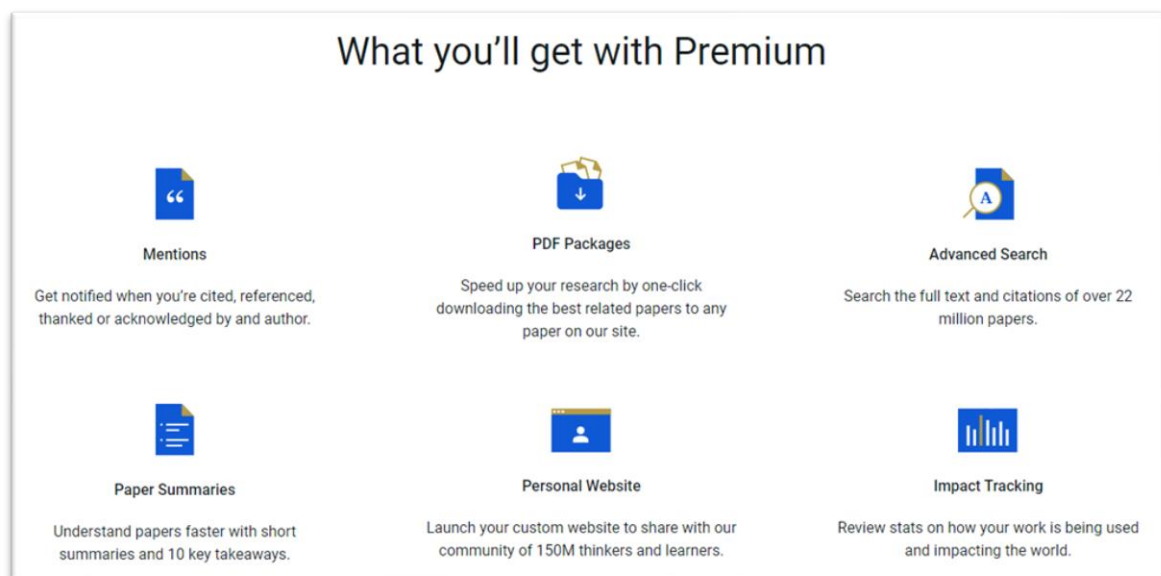 What you’ll get with Premium
“
Mentions
Get notified when you’re cited, referenced,
thanked or acknowledged by and author.
PDF Packages
Speed up your research by one-click
downloading the best related papers to any
paper on our site.
A
Advanced Search
Search the full text and citations of over 22
million papers.
Paper Summaries
Understand papers faster with short
summaries and 10 key takeaways.
Personal Website
Launch your custom website to share with our
community of 150M thinkers and learners.
Impact Tracking
Review stats on how your work is being used
and impacting the world.